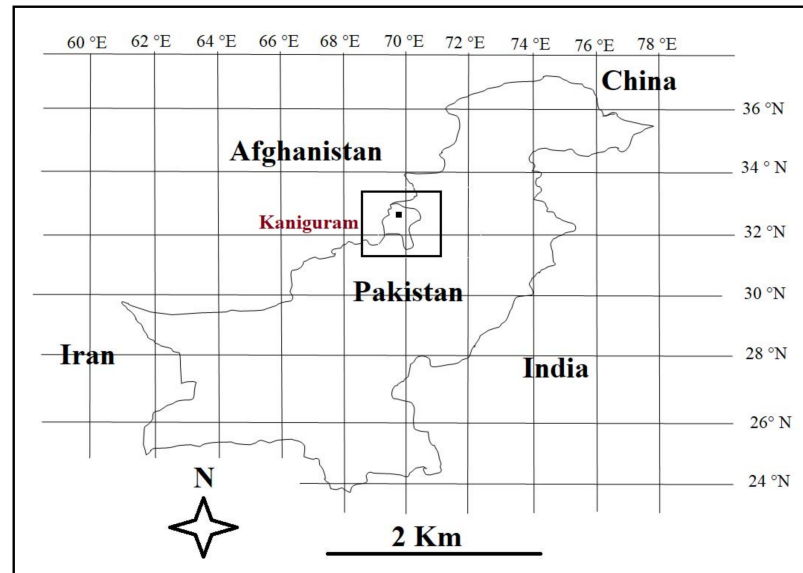 60 °E 62 °E 64 °E 66 °E 68 °E 70 °E 72 °E 74 °E 76 °E 78 °E
China
36 °N
Afghanistan
34 ° N
Kaniguram
32 °N
Pakistan
30 °N
Iran
28 °N
India
26° N
24 °N
N
2 Km